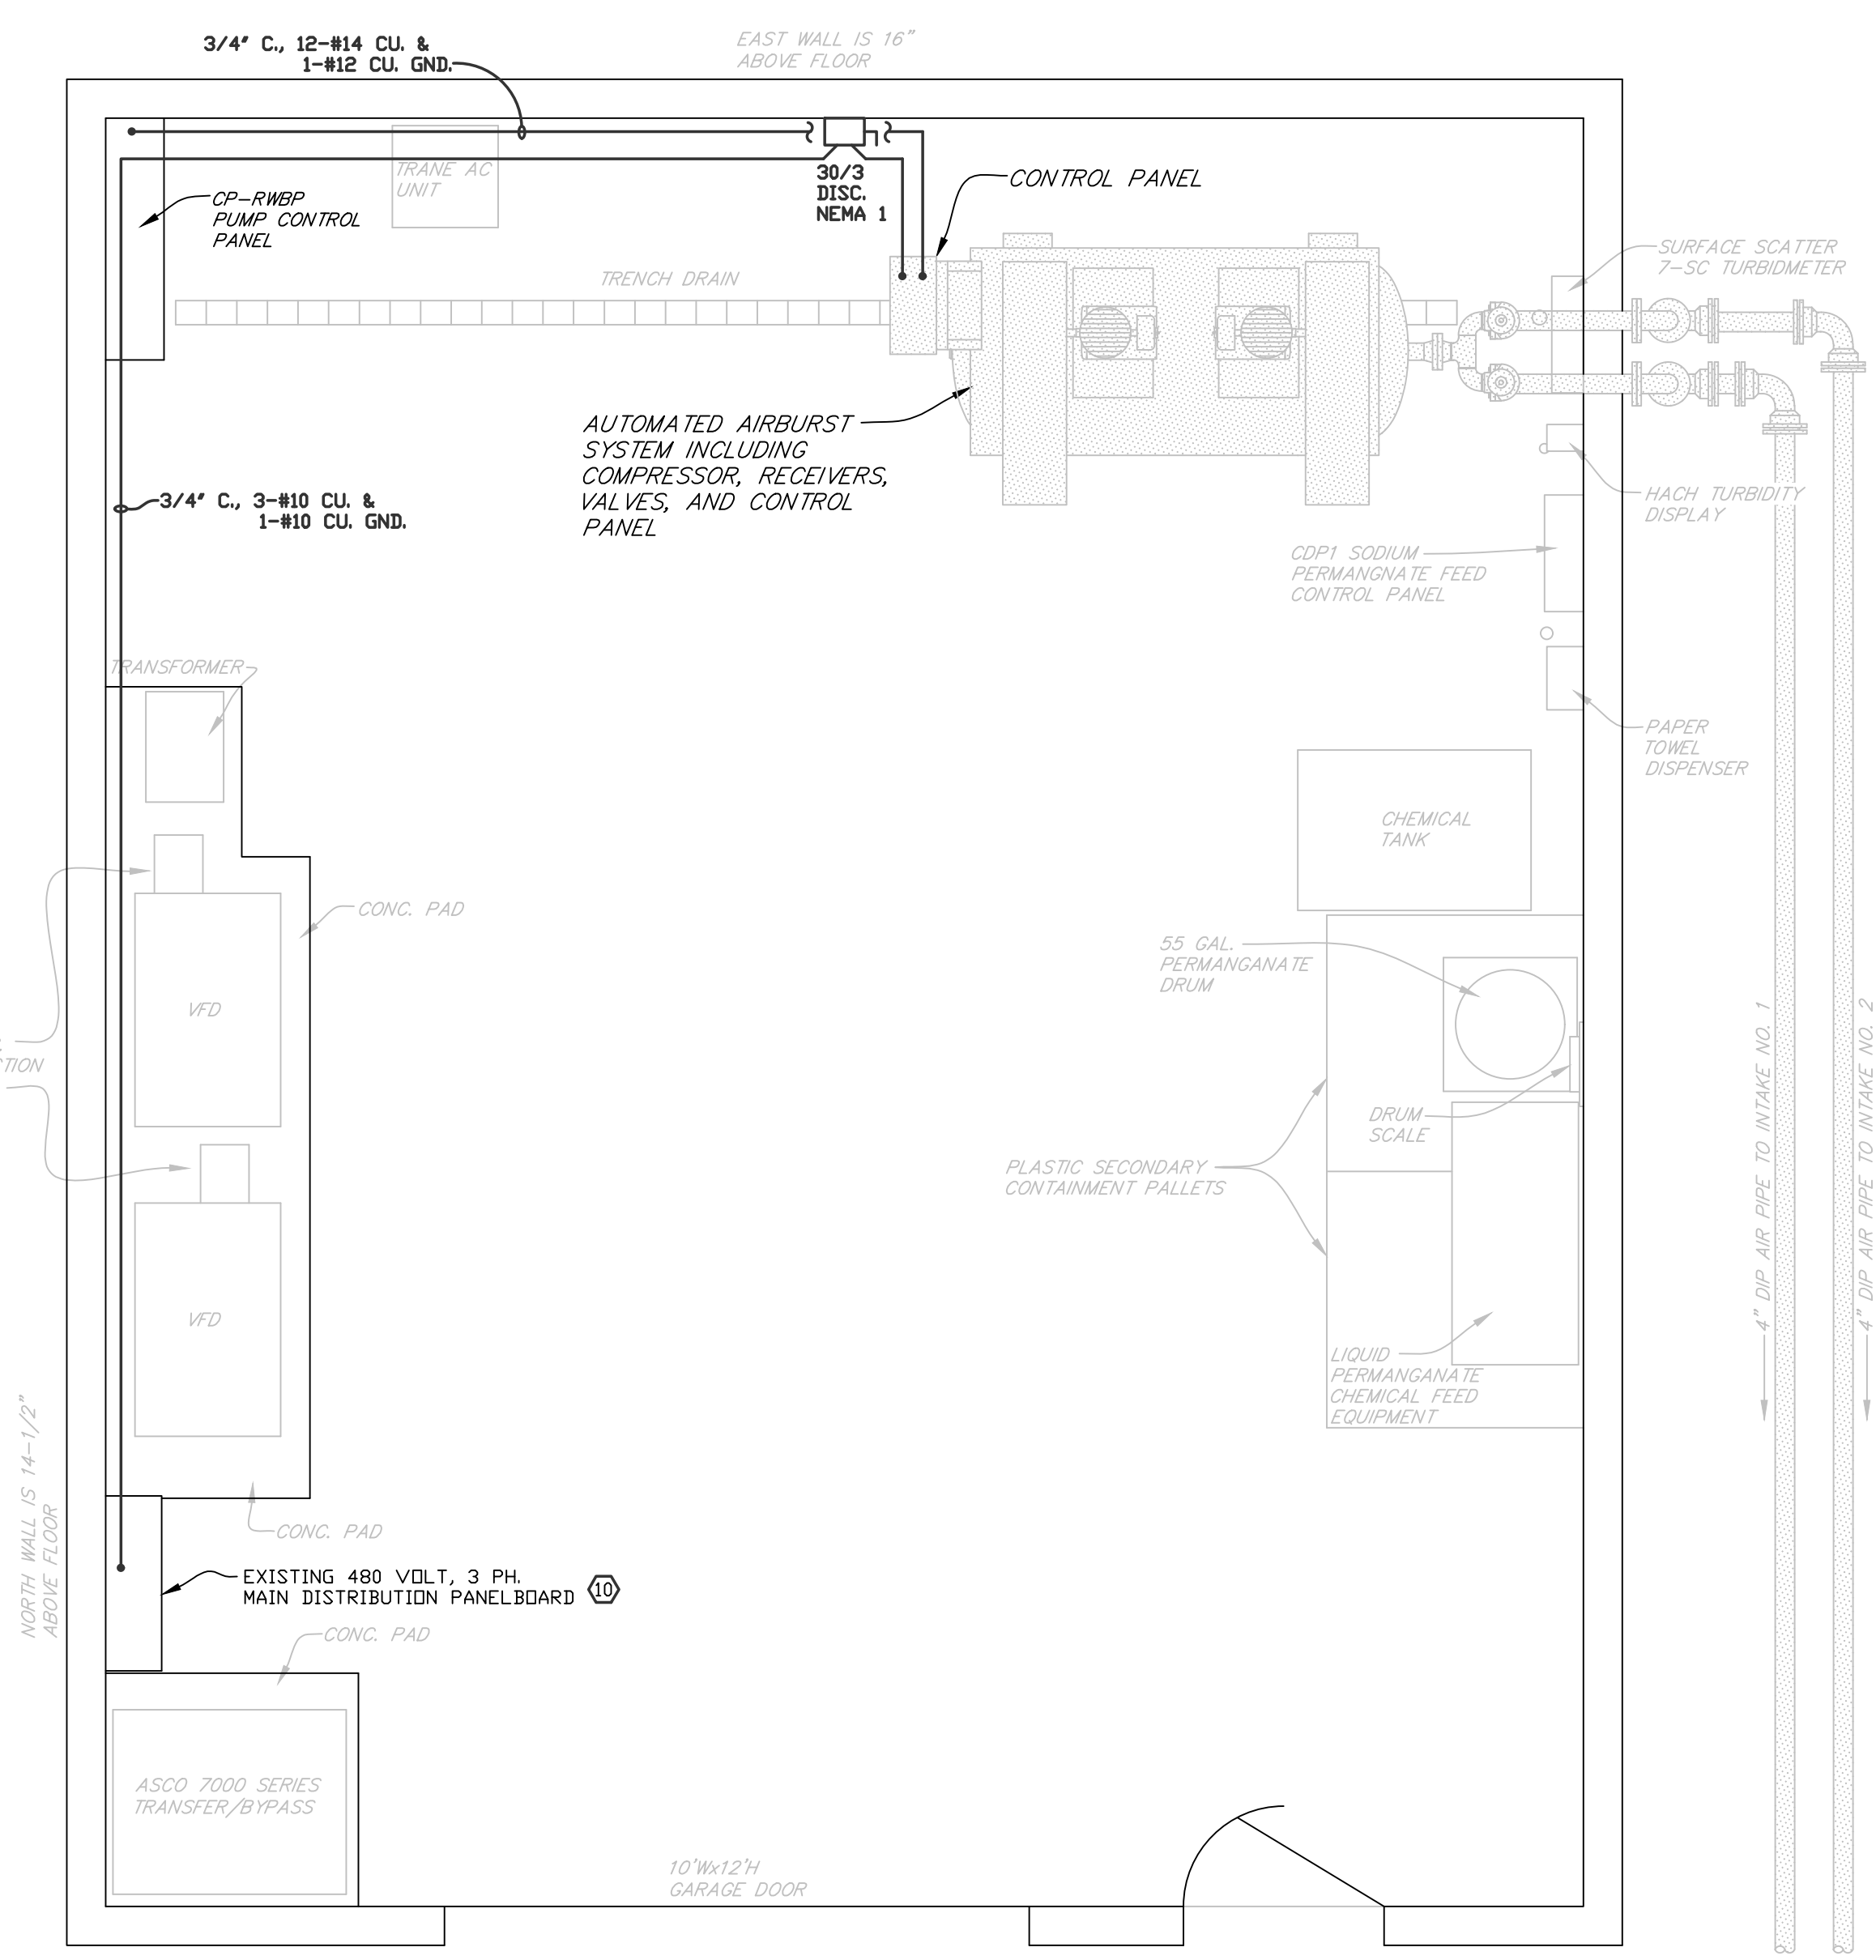 3/4" C., 12-#14 CU. &
1-#12 CU. GND.
EAST WALL IS 16"
ABOVE FLOOR
TRANE AC
UNIT
CP-RWBP
PUMP CONTROL
PANEL
30/3
DISC.
NEMA 1
CONTROL PANEL
TRENCH DRAIN
SURFACE SCATTER
7-SC TURBIDMETER
AUTOMATED AIRBURST
SYSTEM INCLUDING
COMPRESSOR, RECEIVERS,
VALVES, AND CONTROL
PANEL
3/4" C., 3-#10 CU. &
1-#10 CU. GND.
HACH TURBIDITY
DISPLAY
CDP1 SODIUM
PERMANGNATE FEED
CONTROL PANEL
TRANSFORMER
PAPER
TOWEL
DISPENSER
CHEMICAL
TANK
CONC. PAD
55 GAL.
PERMANGANATE
DRUM
VFD
DRUM
SCALE
PLASTIC SECONDARY
CONTAINMENT PALLETS
4" DIP AIR PIPE TO INTAKE NO. 1
4" DIP AIR PIPE TO INTAKE NO. 2
VFD
LIQUID
PERMANGANATE
CHEMICAL FEED
EQUIPMENT
NORTH WALL IS 14-1/2"
ABOVE FLOOR
CONC. PAD
EXISTING 480 VOLT, 3 PH.
MAIN DISTRIBUTION PANELBOARD 10
CONC. PAD
ASCO 7000 SERIES
TRANSFER/BYPASS
10'Wx12'H
GARAGE DOOR